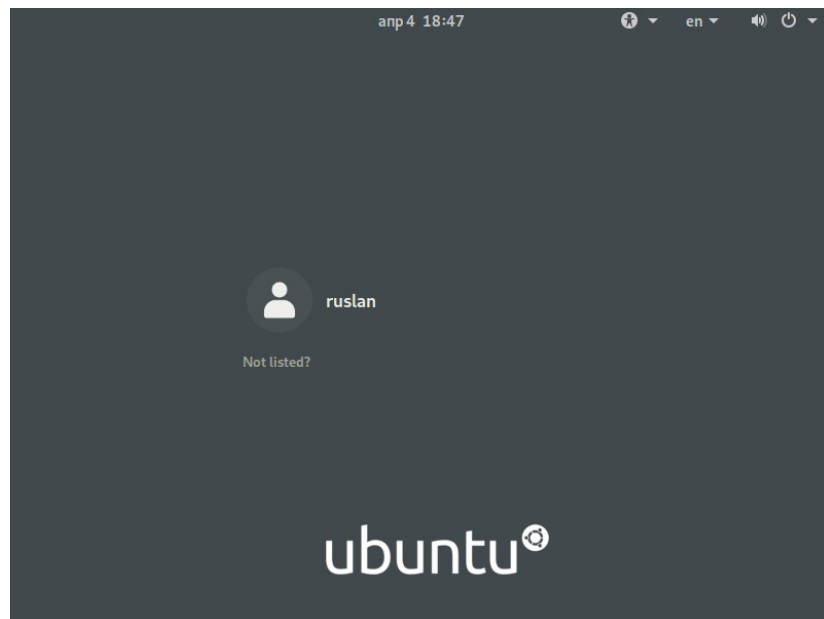 апр 4 18:47
en
ruslan
Not listed?
ubuntu